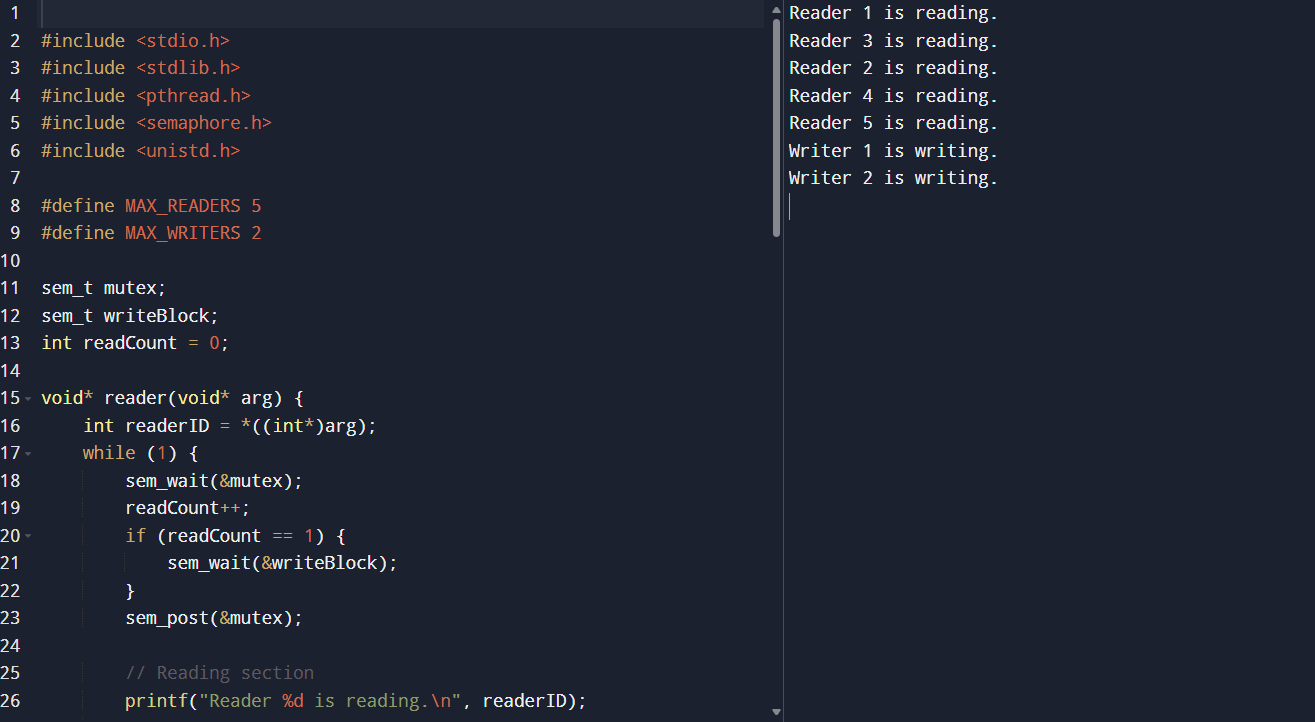 1
2 #include <stdio.h>
3 #include <stdlib.h>
4 #include <pthread.h>
5 #include <semaphore.h>
6 #include <unistd.h>
7
8 #define MAX_READERS 5
9 #define MAX_WRITERS 2
10
11 sem_t mutex;
12 sem_t writeBlock;
13 int readCount = 0;
14
15 void* reader(void* arg) {
16     int readerID = *((int*)arg);
17     while (1) {
18         sem_wait(&mutex);
19         readCount++;
20         if (readCount == 1) {
21             sem_wait(&writeBlock);
22         }
23         sem_post(&mutex);
24
25         // Reading section
26         printf("Reader %d is reading.\n", readerID);
Reader 1 is reading.
Reader 3 is reading.
Reader 2 is reading.
Reader 4 is reading.
Reader 5 is reading.
Writer 1 is writing.
Writer 2 is writing.